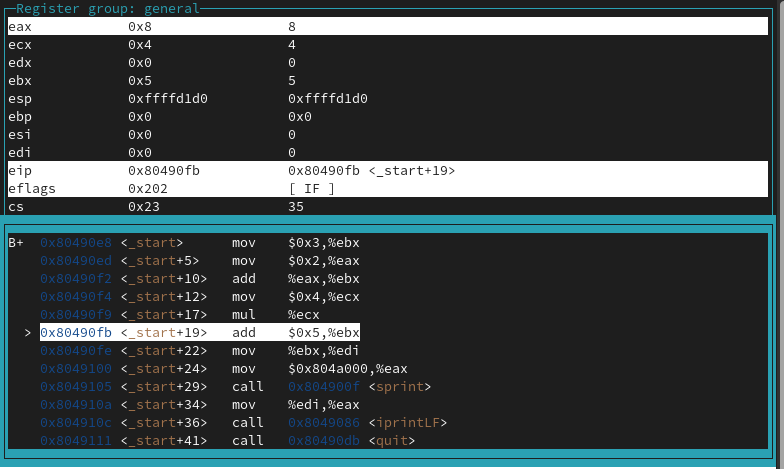 Register group: general
eax 0x8 8
ecx 0x4 4
edx 0x0 0
ebx 0x5 5
esp 0xffffd1d0 0xffffd1d0
ebp 0x0 0x0
esi 0x0 0
edi 0x0 0
eip 0x80490fb 0x80490fb <_start+19>
eflags 0x202 [ IF ]
cs 0x23 35
B+ 0x80490e8 <_start> mov $0x3,%ebx
0x80490ed <_start+5> mov $0x2,%eax
0x80490f2 <_start+10> add %eax,%ebx
0x80490f4 <_start+12> mov $0x4,%ecx
0x80490f9 <_start+17> mul %ecx
> 0x80490fb <_start+19> add $0x5,%ebx
0x80490fe <_start+22> mov %ebx,%edi
0x8049100 <_start+24> mov $0x804a000,%eax
0x8049105 <_start+29> call 0x804900f <sprint>
0x804910a <_start+34> mov %edi,%eax
0x804910c <_start+36> call 0x8049086 <iprintLF>
0x8049111 <_start+41> call 0x80490db <quit>